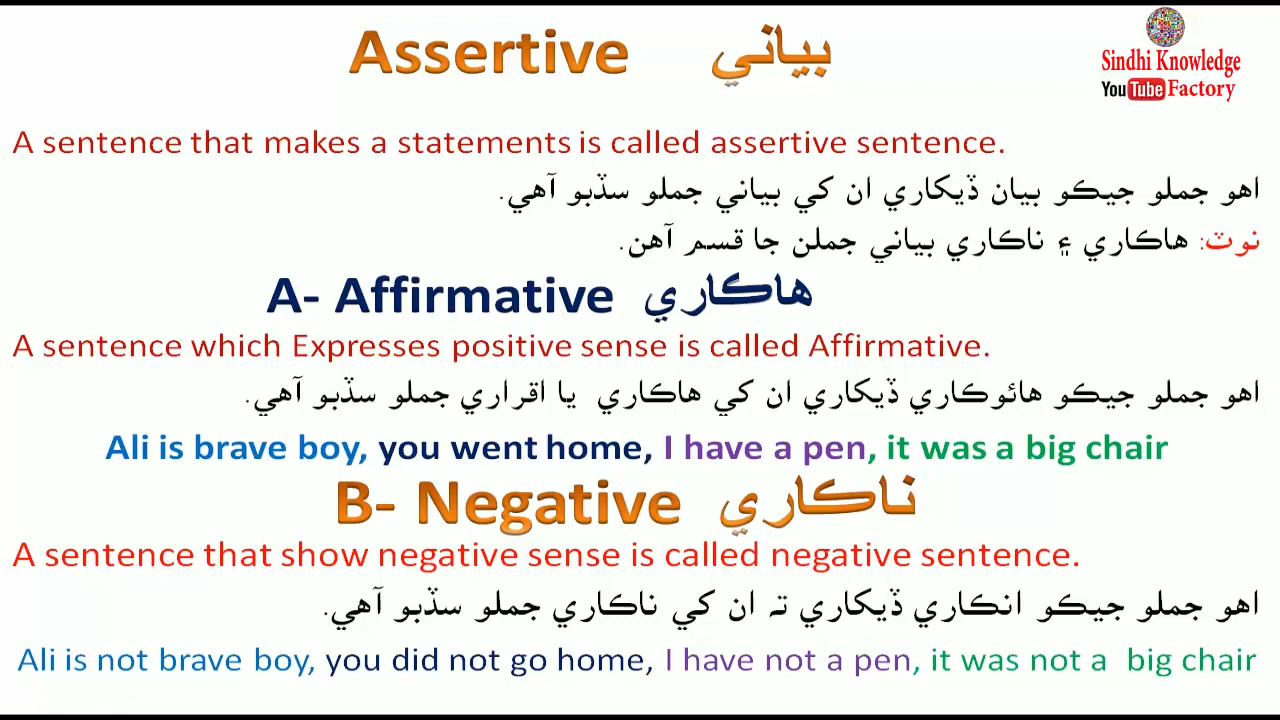 Assertive بياني
Sindhi Knowledge
YouTube Factory
A sentence that makes a statements is called assertive sentence.
اهو جملو جيڪو بيان ڏيکاري ان کي بياني جملو سڏبو آهي.
نوٽ: هاڪاري ۽ ناڪاري بياني جملن جا قسم آهن.
A- Affirmative هاڪاري
A sentence which Expresses positive sense is called Affirmative.
اهو جملو جيڪو هائوڪاري ڏيکاري ان کي هاڪاري يا اقراري جملو سڏبو آهي.
Ali is brave boy, you went home, I have a pen, it was a big chair
B- Negative ناڪاري
A sentence that show negative sense is called negative sentence.
اهو جملو جيڪو انڪاري ڏيکاري ته ان کي ناڪاري جملو سڏبو آهي.
Ali is not brave boy, you did not go home, I have not a pen, it was not a big chair